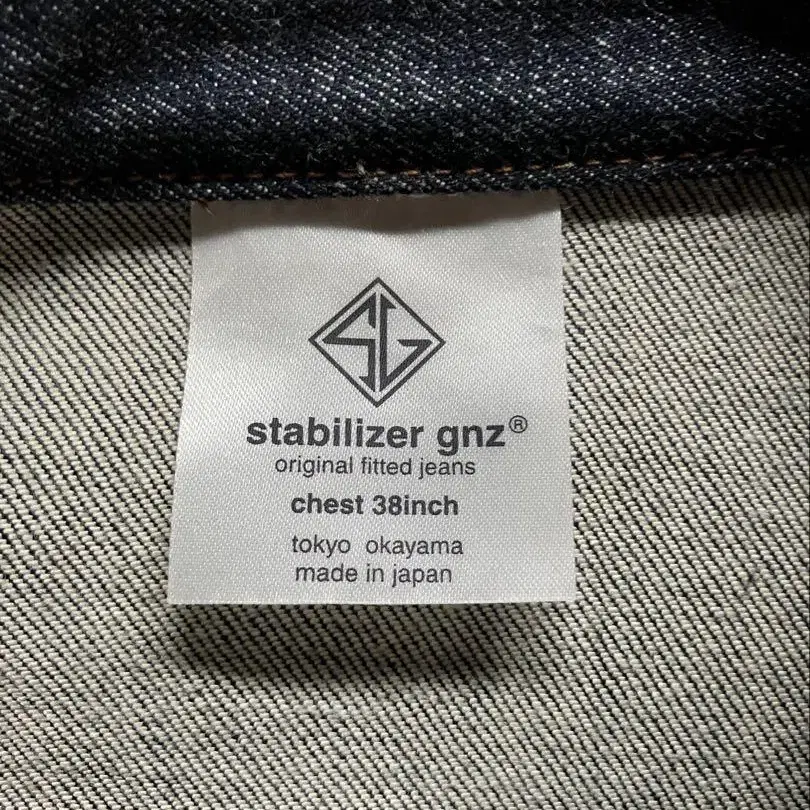 SG
stabilizer gnz®
original fitted jeans
chest 38inch
tokyo okayama
made in japan